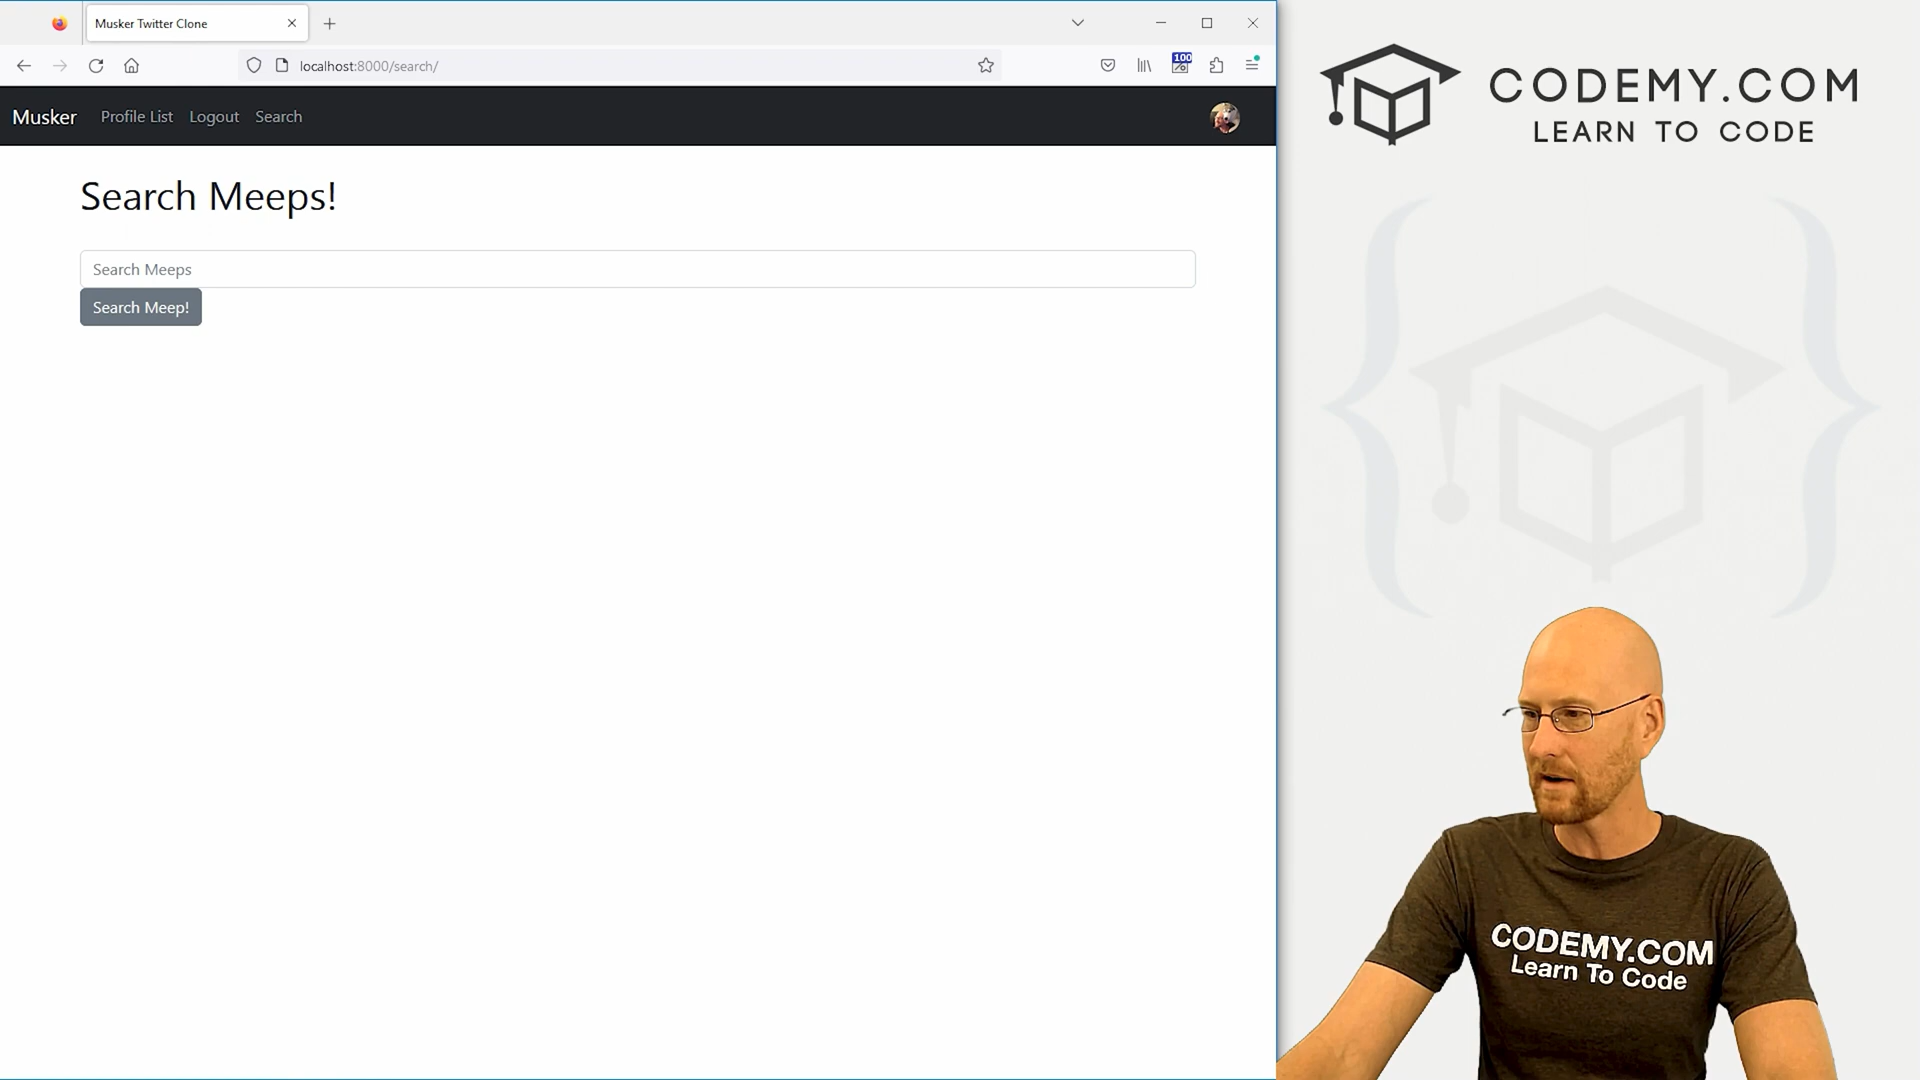 Musker Twitter Clone
localhost:8000/search/
100
Musker Profile List Logout Search
Search Meeps!
Search Meeps
Search Meep!
CODEMY.COM
LEARN TO CODE
CODEMY.COM
Learn To Code